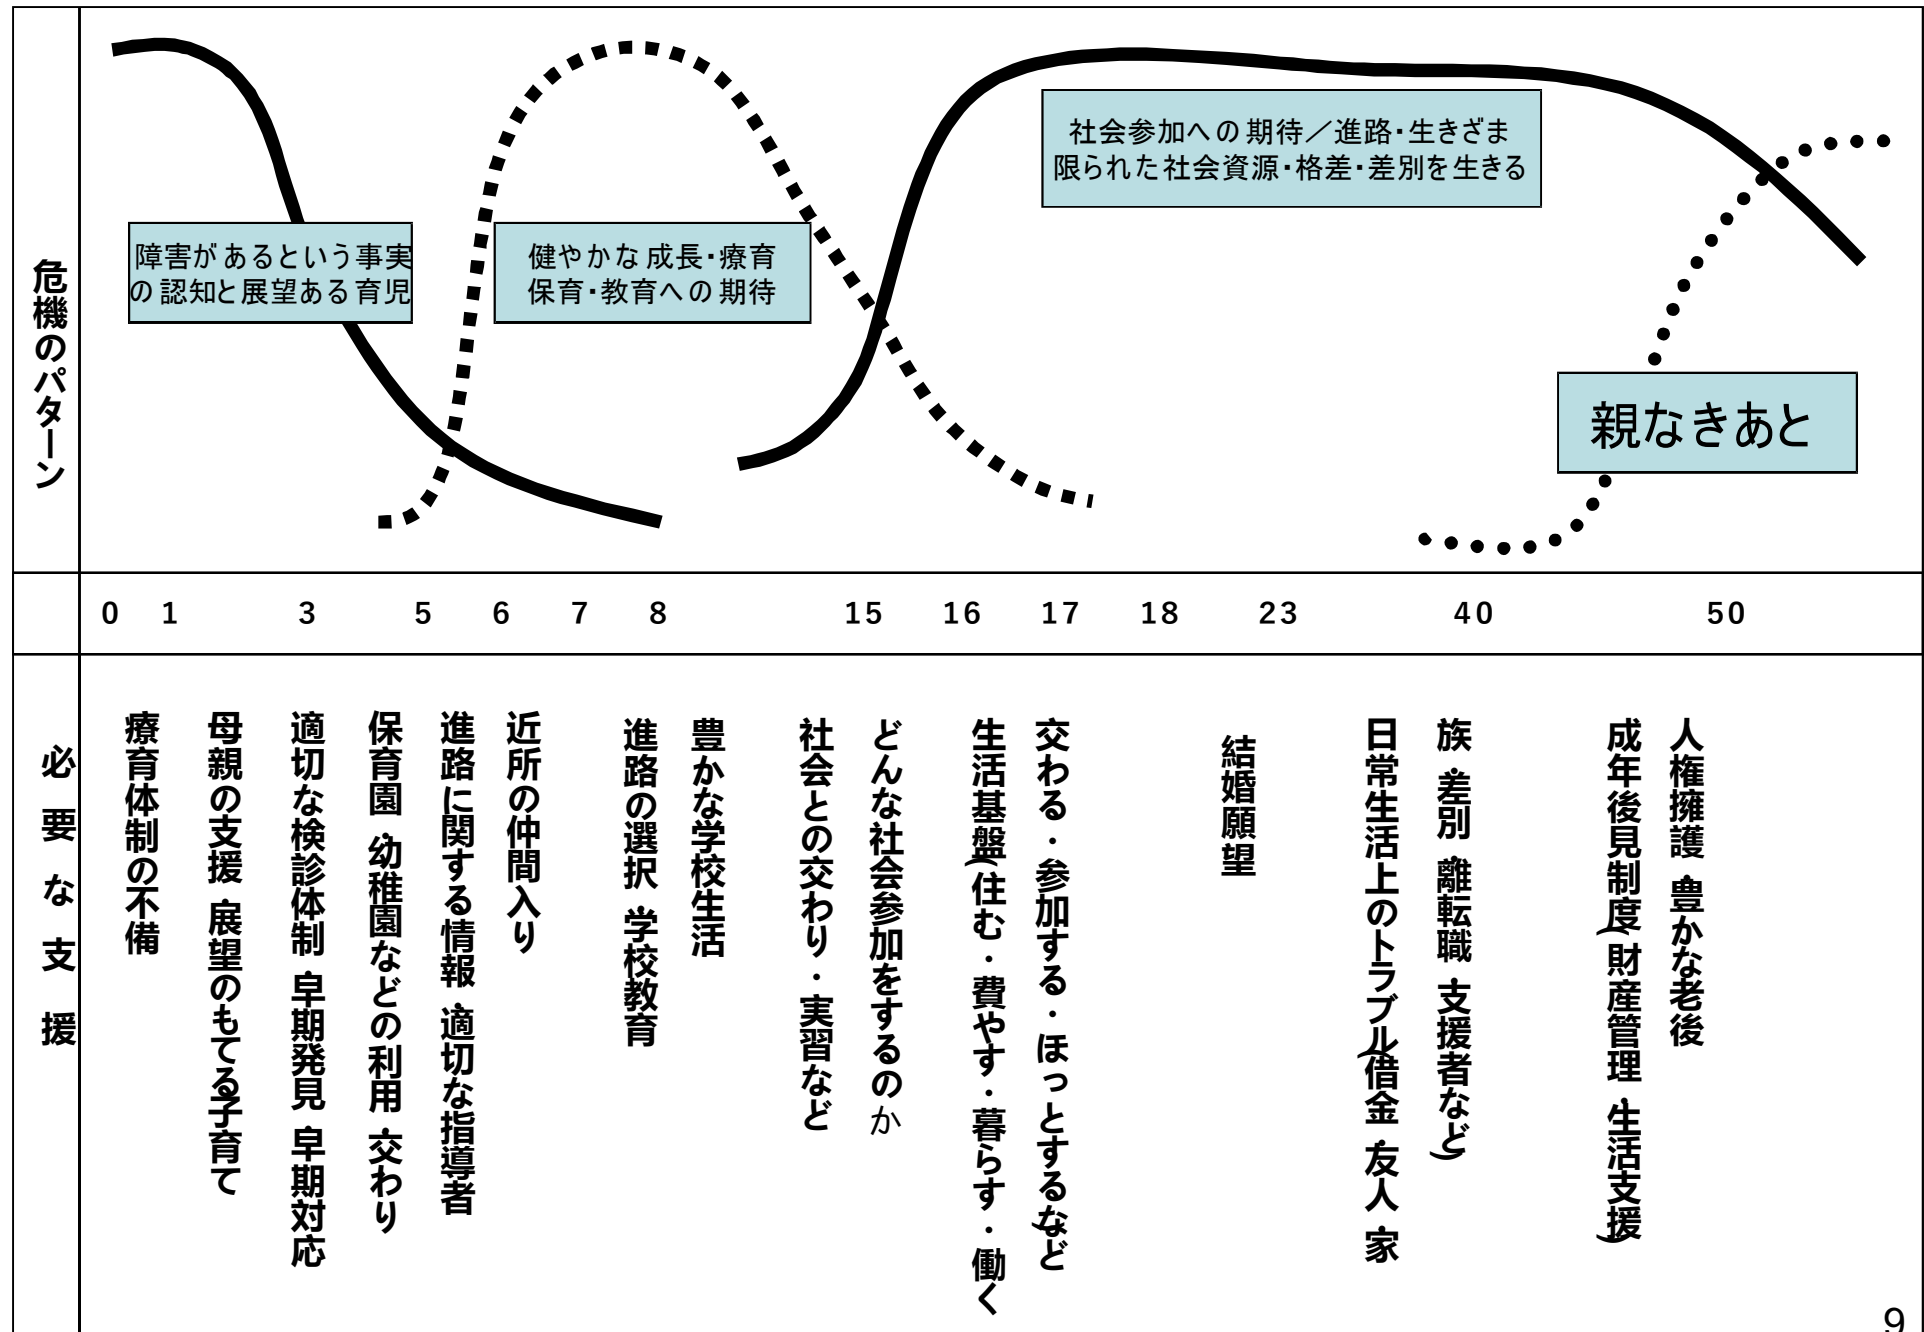 危機のパターン
障害があるという事実
の認知と展望ある育児
健やかな成長・療育
保育・教育への期待
社会参加への期待／進路・生きざま
限られた社会資源・格差・差別を生きる
親なきあと
0 1 3 5 6 7 8 15 16 17 18 23 40 50
必要な支援
療育体制の不備
母親の支援・展望のもてる子育て
適切な検診体制・早期発見・早期対応
保育園・幼稚園などの利用・交わり
進路に関する情報・適切な指導者
近所の仲間入り
進路の選択・学校教育
豊かな学校生活
社会との交わり・実習など
どんな社会参加をするのか
生活基盤(住む・費やす・暮らす・働く
交わる・参加する・ほっとするなど)
結婚願望
日常生活上のトラブル(借金・友人・家
族・差別・離転職・支援者など)
成年後見制度(財産管理・生活支援)
人権擁護・豊かな老後
9